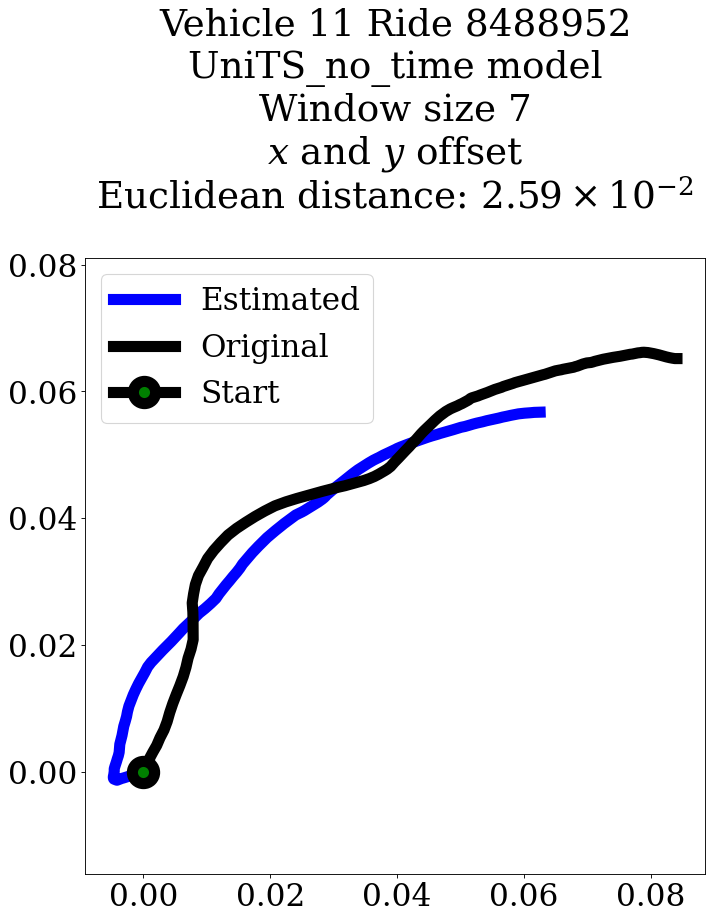 Vehicle 11 Ride 8488952
UniTS_no_time model
Window size 7
x and y offset
Euclidean distance: 2.59 × 10⁻²
0.08
Estimated
Original
0.06
Start
0.04
0.02
0.00
0.00 0.02 0.04 0.06 0.08